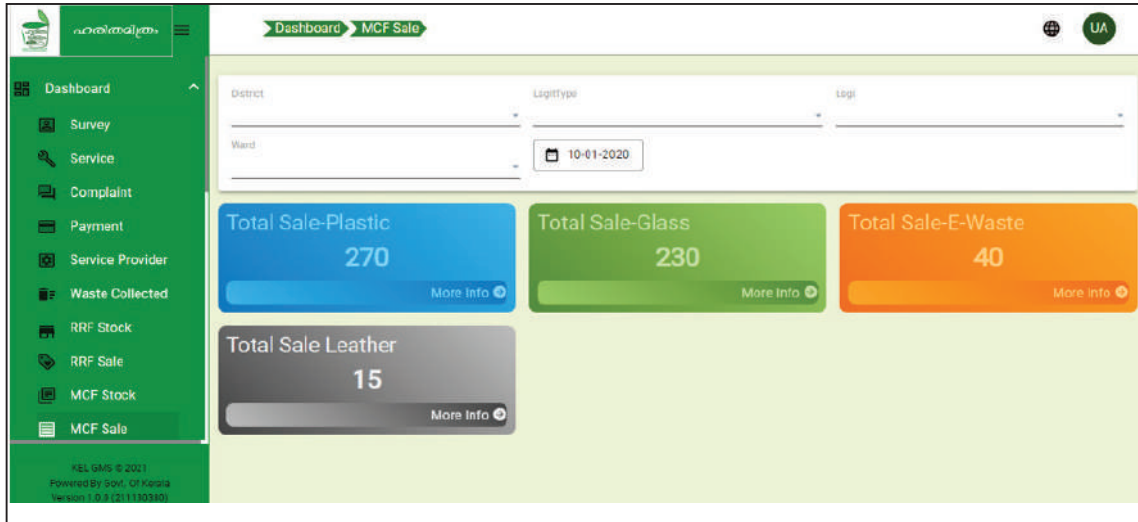 ഹരിതമിത്രം
Dashboard
MCF Sale
UA
Dashboard
Survey
Service
Complaint
Payment
Service Provider
Waste Collected
RRF Stock
RRF Sale
MCF Stock
MCF Sale
KEL GMS © 2021
Powered By Govt. Of Kerala
District
LsgiTType
Lsgi
Ward
10-01-2020
Total Sale-Plastic
270
More Info
Total Sale-Glass
230
More Info
Total Sale-E-Waste
40
More Info
Total Sale Leather
15
More Info